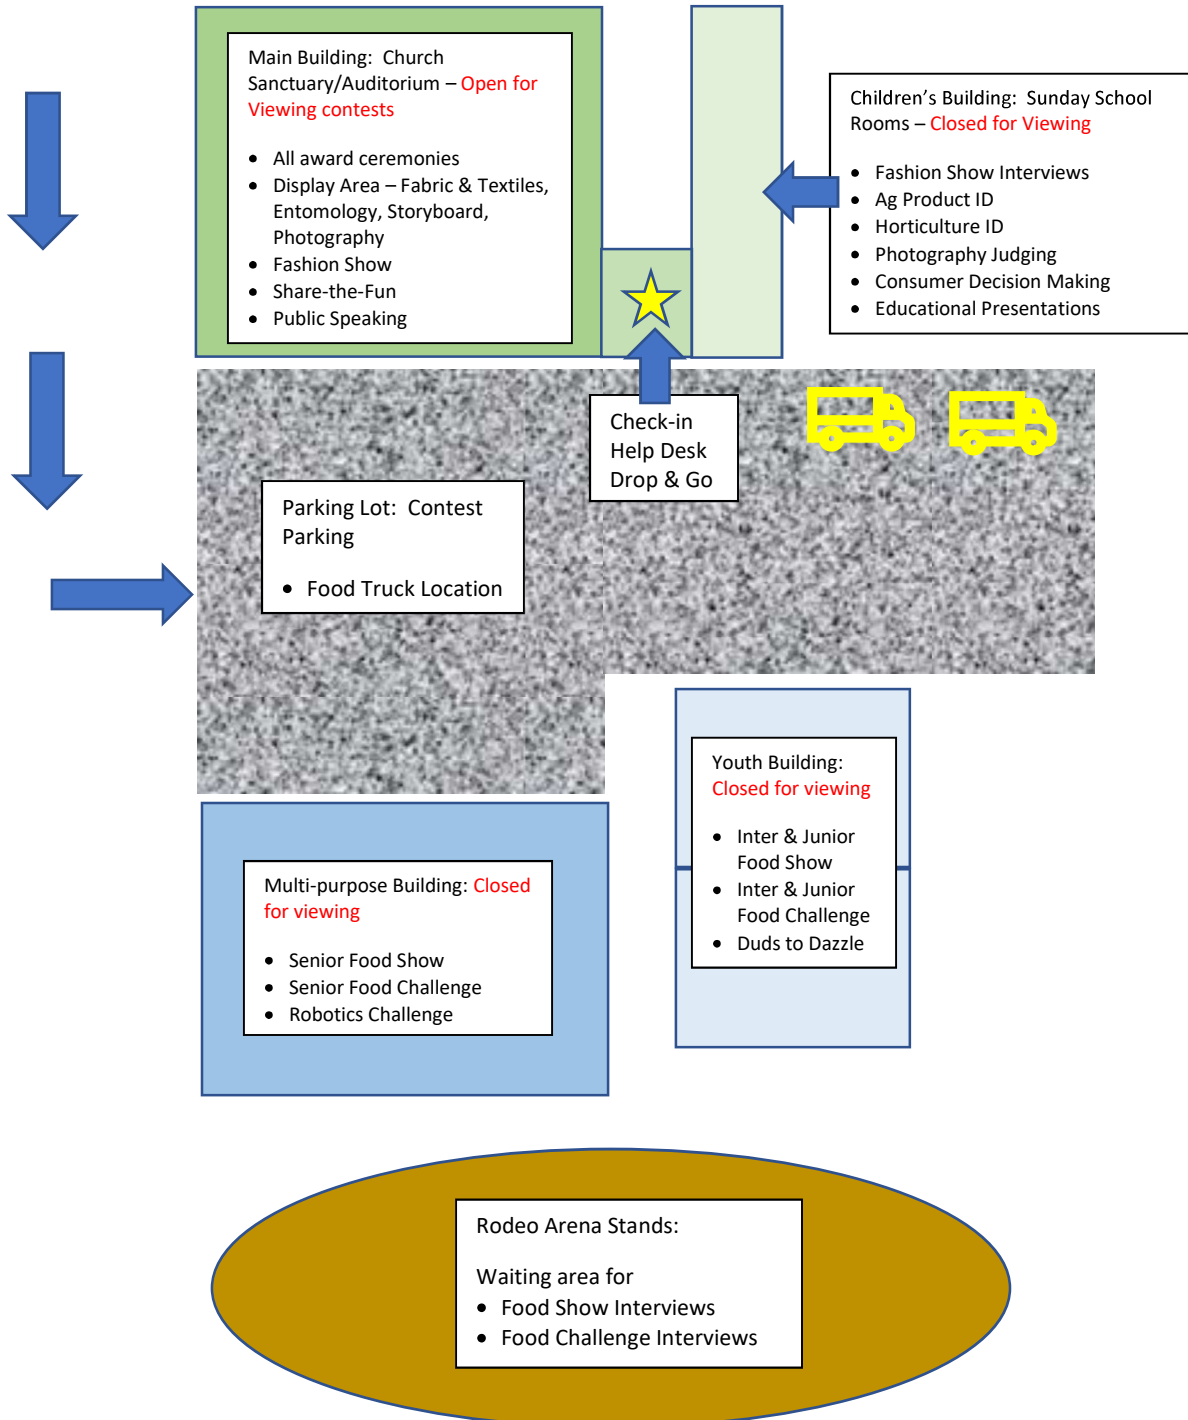 Main Building:  Church
Sanctuary/Auditorium – Open for
Viewing contests
• All award ceremonies
• Display Area – Fabric & Textiles,
Entomology, Storyboard,
Photography
• Fashion Show
• Share-the-Fun
• Public Speaking
Children’s Building:  Sunday School
Rooms – Closed for Viewing
• Fashion Show Interviews
• Ag Product ID
• Horticulture ID
• Photography Judging
• Consumer Decision Making
• Educational Presentations
Check-in
Help Desk
Drop & Go
Parking Lot:  Contest
Parking
• Food Truck Location
Youth Building:
Closed for viewing
• Inter & Junior
Food Show
• Inter & Junior
Food Challenge
• Duds to Dazzle
Multi-purpose Building: Closed
for viewing
• Senior Food Show
• Senior Food Challenge
• Robotics Challenge
Rodeo Arena Stands:
Waiting area for
• Food Show Interviews
• Food Challenge Interviews